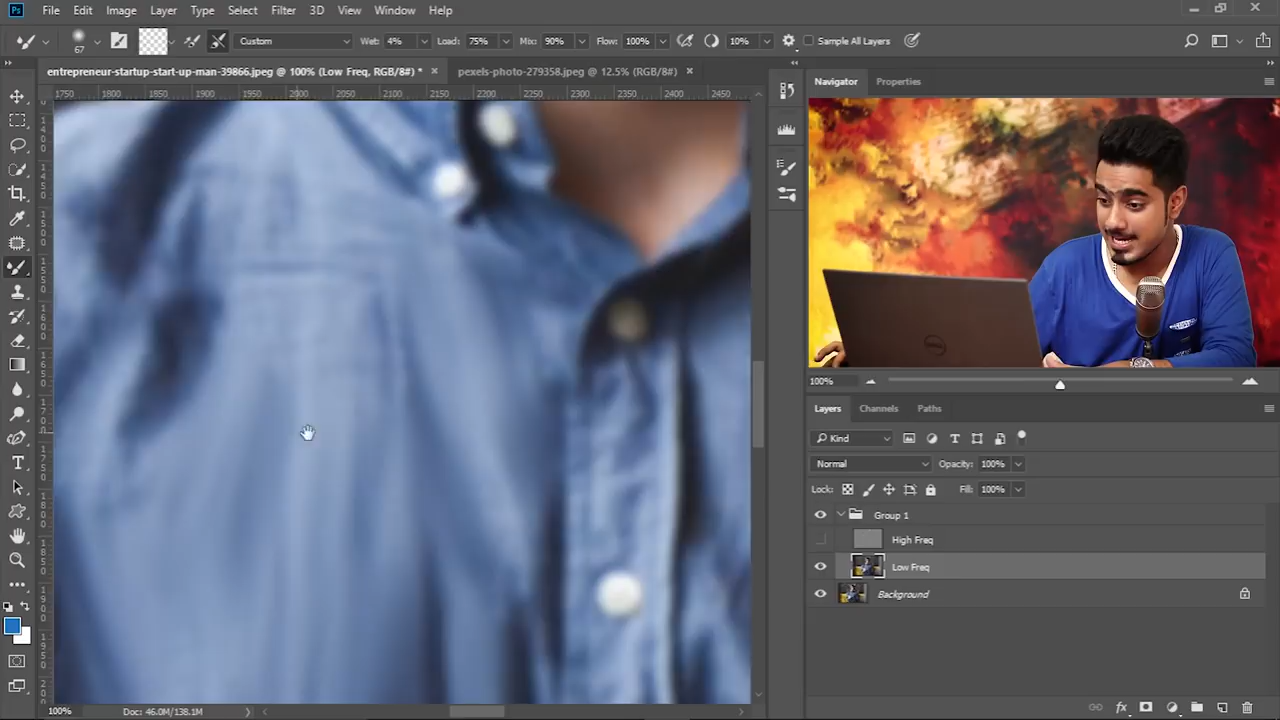 Ps File Edit Image Layer Type Select Filter 3D View Window Help
67 Custom Wet: 4% Load: 75% Mix: 90% Flow: 100% 10% Sample All Layers
entrepreneur-startup-start-up-man-39866.jpeg @ 100% (Low Freq, RGB/8#) * × pexels-photo-279358.jpeg @ 12.5% (RGB/8#) ×
1750 1800 1850 1900 1950 2000 2050 2100 2150 2200 2250 2300 2350 2400 2450
Navigator Properties
DELL
100%
Layers Channels Paths
Kind
Normal Opacity: 100%
Lock: Fill: 100%
Group 1
High Freq
Low Freq
Background
100% Doc: 46.0M/138.1M